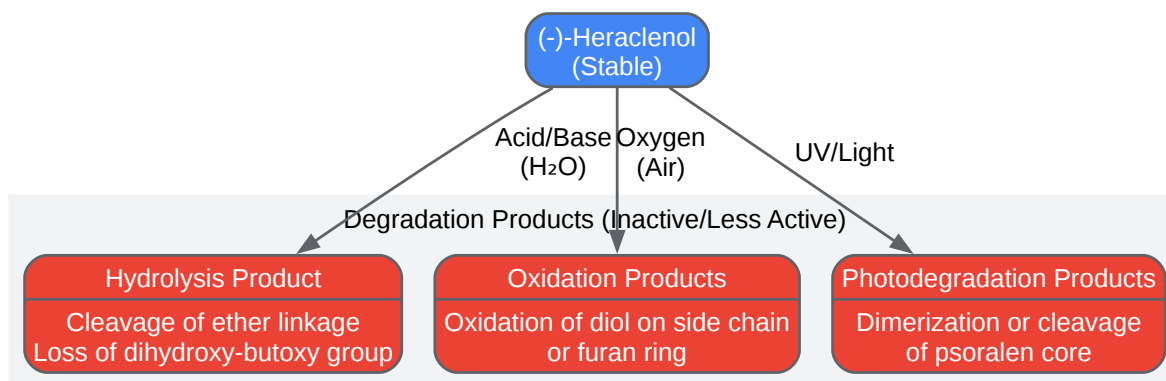 (-)-Heraclenol
(Stable)
Acid/Base
(H₂O)
Oxygen
(Air)
UV/Light
Degradation Products (Inactive/Less Active)
Hydrolysis Product
Cleavage of ether linkage
Loss of dihydroxy-butoxy group
Oxidation Products
Oxidation of diol on side chain
or furan ring
Photodegradation Products
Dimerization or cleavage
of psoralen core